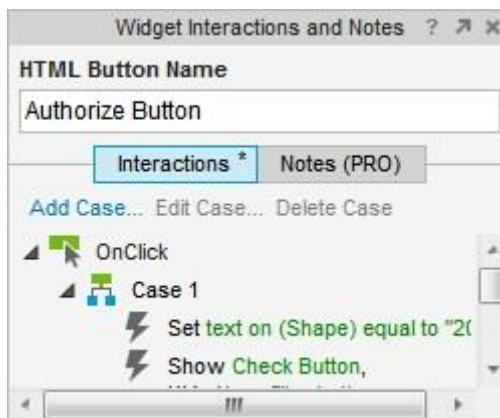 Widget Interactions and Notes ?
HTML Button Name
Authorize Button
Interactions * Notes (PRO)
Add Case... Edit Case... Delete Case
OnClick
Case 1
Set text on (Shape) equal to "20
Show Check Button,